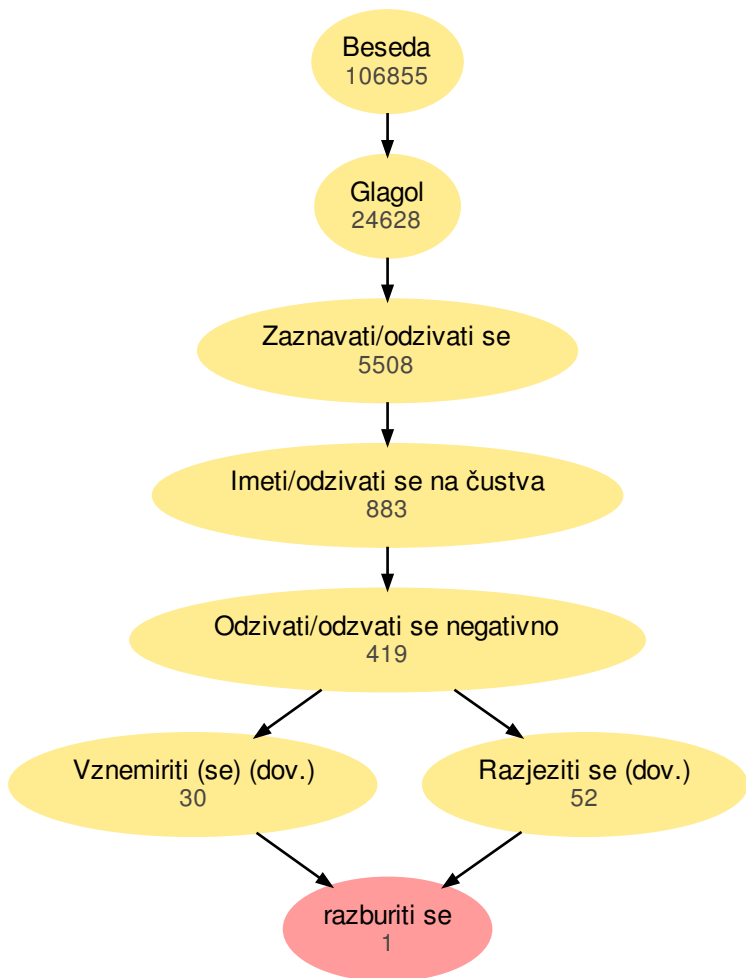 Beseda
106855
Glagol
24628
Zaznavati/odzivati se
5508
Imeti/odzivati se na čustva
883
Odzivati/odzvati se negativno
419
Vznemiriti (se) (dov.)
30
Razjeziti se (dov.)
52
razburiti se
1